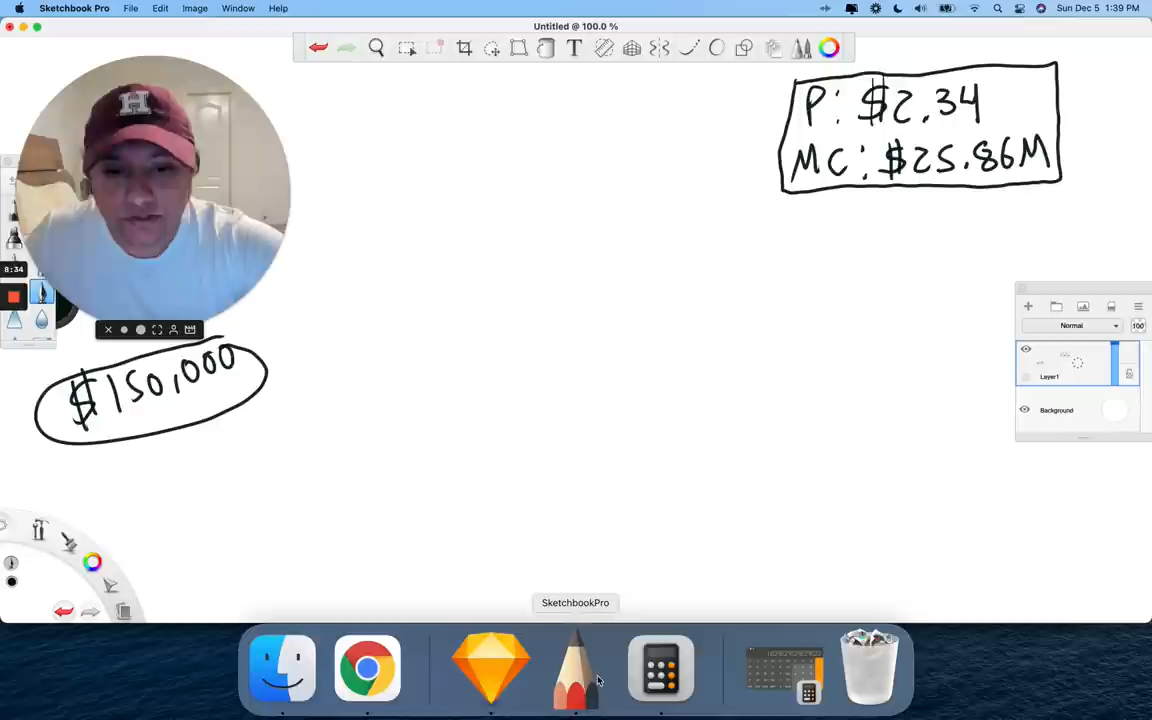 Sketchbook Pro File Edit Image Window Help Sun Dec 5 1:39 PM
Untitled @ 100.0 %
T
H
P: $2.34
MC: $25.86M
8:34
Normal
100
Layer1
Background
$150,000
SketchbookPro